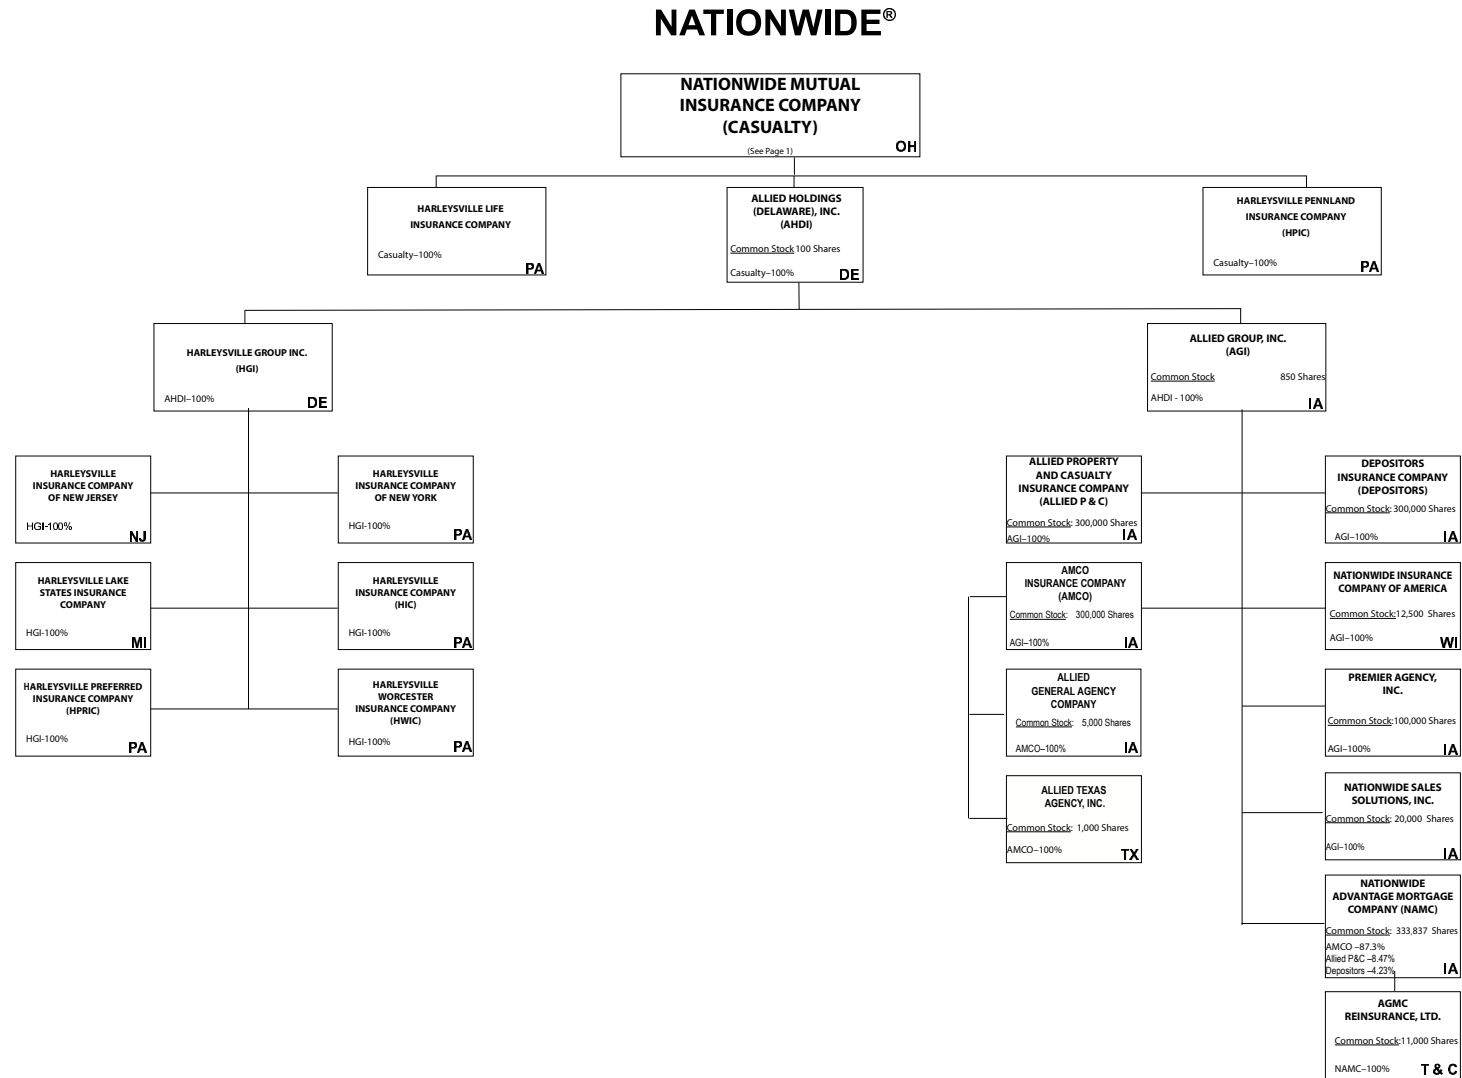 NATIONWIDE®
NATIONWIDE MUTUAL
INSURANCE COMPANY
(CASUALTY)
(See Page 1)
OH
HARLEYSVILLE LIFE
INSURANCE COMPANY
Casualty–100%
PA
ALLIED HOLDINGS
(DELAWARE), INC.
(AHDI)
Common Stock 100 Shares
Casualty–100%
DE
HARLEYSVILLE PENNLAND
INSURANCE COMPANY
(HPIC)
Casualty–100%
PA
HARLEYSVILLE GROUP INC.
(HGI)
AHDI–100%
DE
ALLIED GROUP, INC.
(AGI)
Common Stock 850 Shares
AHDI - 100%
IA
HARLEYSVILLE
INSURANCE COMPANY
OF NEW JERSEY
HGI-100%
NJ
HARLEYSVILLE
INSURANCE COMPANY
OF NEW YORK
HGI-100%
PA
HARLEYSVILLE LAKE
STATES INSURANCE
COMPANY
HGI-100%
MI
HARLEYSVILLE
INSURANCE COMPANY
(HIC)
HGI-100%
PA
HARLEYSVILLE PREFERRED
INSURANCE COMPANY
(HPRIC)
HGI-100%
PA
HARLEYSVILLE
WORCESTER
INSURANCE COMPANY
(HWIC)
HGI-100%
PA
ALLIED PROPERTY
AND CASUALTY
INSURANCE COMPANY
(ALLIED P & C)
Common Stock: 300,000 Shares
AGI–100%
IA
DEPOSITORS
INSURANCE COMPANY
(DEPOSITORS)
Common Stock: 300,000 Shares
AGI–100%
IA
AMCO
INSURANCE COMPANY
(AMCO)
Common Stock: 300,000 Shares
AGI–100%
IA
NATIONWIDE INSURANCE
COMPANY OF AMERICA
Common Stock:12,500 Shares
AGI–100%
WI
ALLIED
GENERAL AGENCY
COMPANY
Common Stock: 5,000 Shares
AMCO–100%
IA
PREMIER AGENCY,
INC.
Common Stock:100,000 Shares
AGI–100%
IA
ALLIED TEXAS
AGENCY, INC.
Common Stock: 1,000 Shares
AMCO–100%
TX
NATIONWIDE SALES
SOLUTIONS, INC.
Common Stock: 20,000 Shares
AGI–100%
IA
NATIONWIDE
ADVANTAGE MORTGAGE
COMPANY (NAMC)
Common Stock: 333,837 Shares
AMCO –87.3%
Allied P&C –8.47%
Depositors –4.23%
IA
AGMC
REINSURANCE, LTD.
Common Stock:11,000 Shares
NAMC–100%
T & C